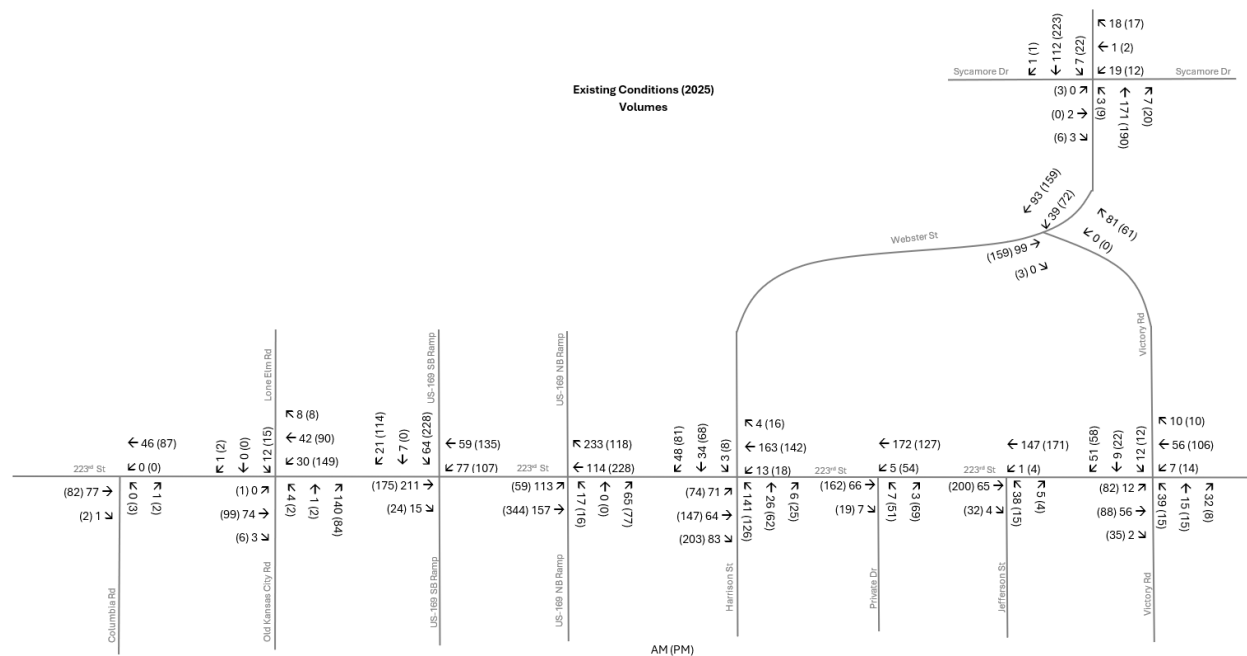 Existing Conditions (2025)
Volumes
↙ 1 (1)
← 112 (223)
↘ 7 (22)
↖ 18 (17)
← 1 (2)
↙ 19 (12)
Sycamore Dr
Sycamore Dr
(3) 0 ↗
(0) 2 →
(6) 3 ↘
↖ 3 (9)
↑ 171 (190)
↗ 7 (20)
← 93 (159)
↙ 39 (72)
↖ 81 (61)
↙ 0 (0)
Webster St
(159) 99 →
(3) 0 ↘
Lone Elm Rd
US-169 SB Ramp
US-169 NB Ramp
Victory Rd
← 46 (87)
↙ 0 (0)
223rd St
(82) 77 →
(2) 1 ↘
↖ 0 (3)
↗ 1 (2)
↙ 1 (2)
← 0 (0)
↘ 12 (15)
↖ 8 (8)
← 42 (90)
↙ 30 (149)
(1) 0 ↗
(99) 74 →
(6) 3 ↘
↖ 4 (2)
↑ 1 (2)
↗ 140 (84)
↙ 21 (114)
← 7 (0)
↘ 64 (228)
← 59 (135)
↙ 77 (107)
(175) 211 →
(24) 15 ↘
223rd St
↖ 233 (118)
← 114 (228)
(59) 113 ↗
(344) 157 →
↖ 17 (16)
↑ 0 (0)
↗ 65 (77)
↙ 48 (81)
← 34 (68)
↘ 3 (8)
↖ 4 (16)
← 163 (142)
↙ 13 (18)
(74) 71 ↗
(147) 64 →
(203) 83 ↘
↖ 141 (126)
↑ 26 (62)
↗ 6 (25)
223rd St
← 172 (127)
↙ 5 (54)
(162) 66 →
(19) 7 ↘
↖ 7 (51)
↗ 3 (69)
223rd St
← 147 (171)
↙ 1 (4)
(200) 65 →
(32) 4 ↘
↖ 38 (15)
↗ 5 (4)
↙ 51 (58)
← 9 (22)
↘ 12 (12)
↖ 10 (10)
← 56 (106)
↙ 7 (14)
(82) 12 ↗
(88) 56 →
(35) 2 ↘
↖ 39 (15)
↑ 15 (15)
↗ 32 (8)
Columbia Rd
Old Kansas City Rd
US-169 SB Ramp
US-169 NB Ramp
Harrison St
Private Dr
Jefferson St
Victory Rd
AM (PM)